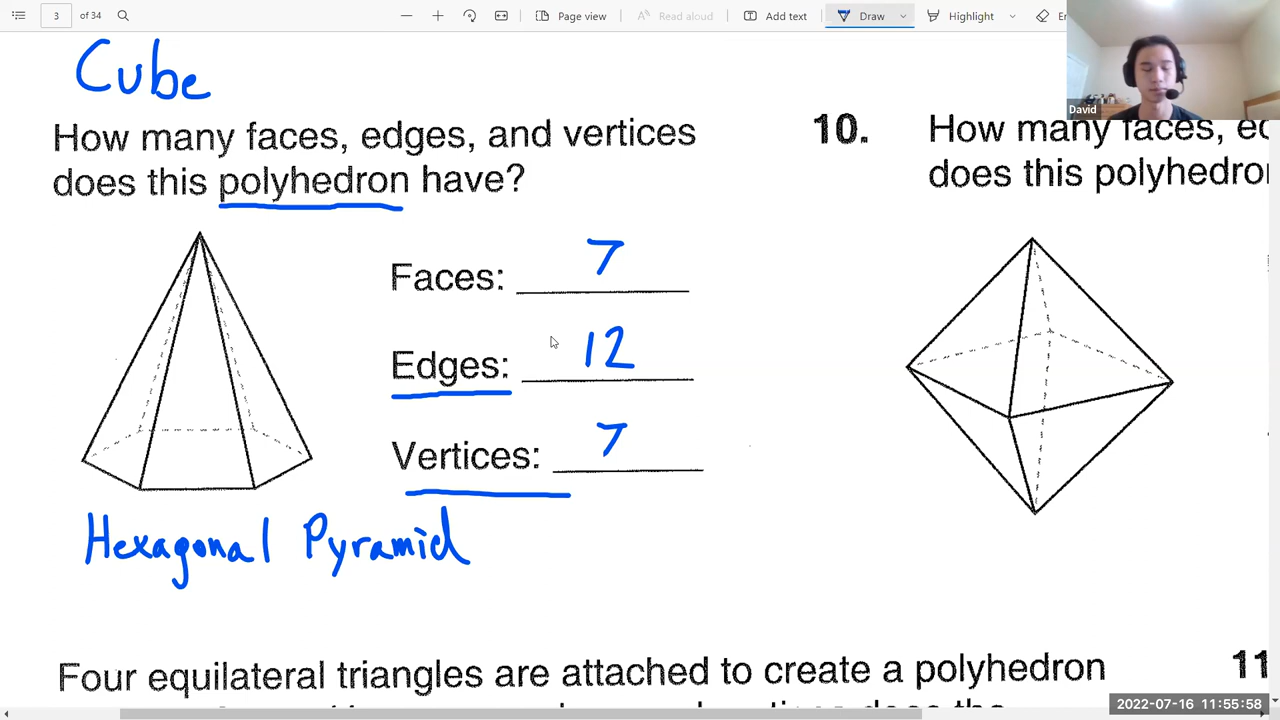 3 of 34 Page view Read aloud Add text Draw Highlight
David
Cube
How many faces, edges, and vertices
does this polyhedron have?
Faces: 7
Edges: 12
Vertices: 7
Hexagonal Pyramid
10. How many faces,
does this
Four equilateral triangles are attached to create a polyhedron
11
2022-07-16 11:55:58